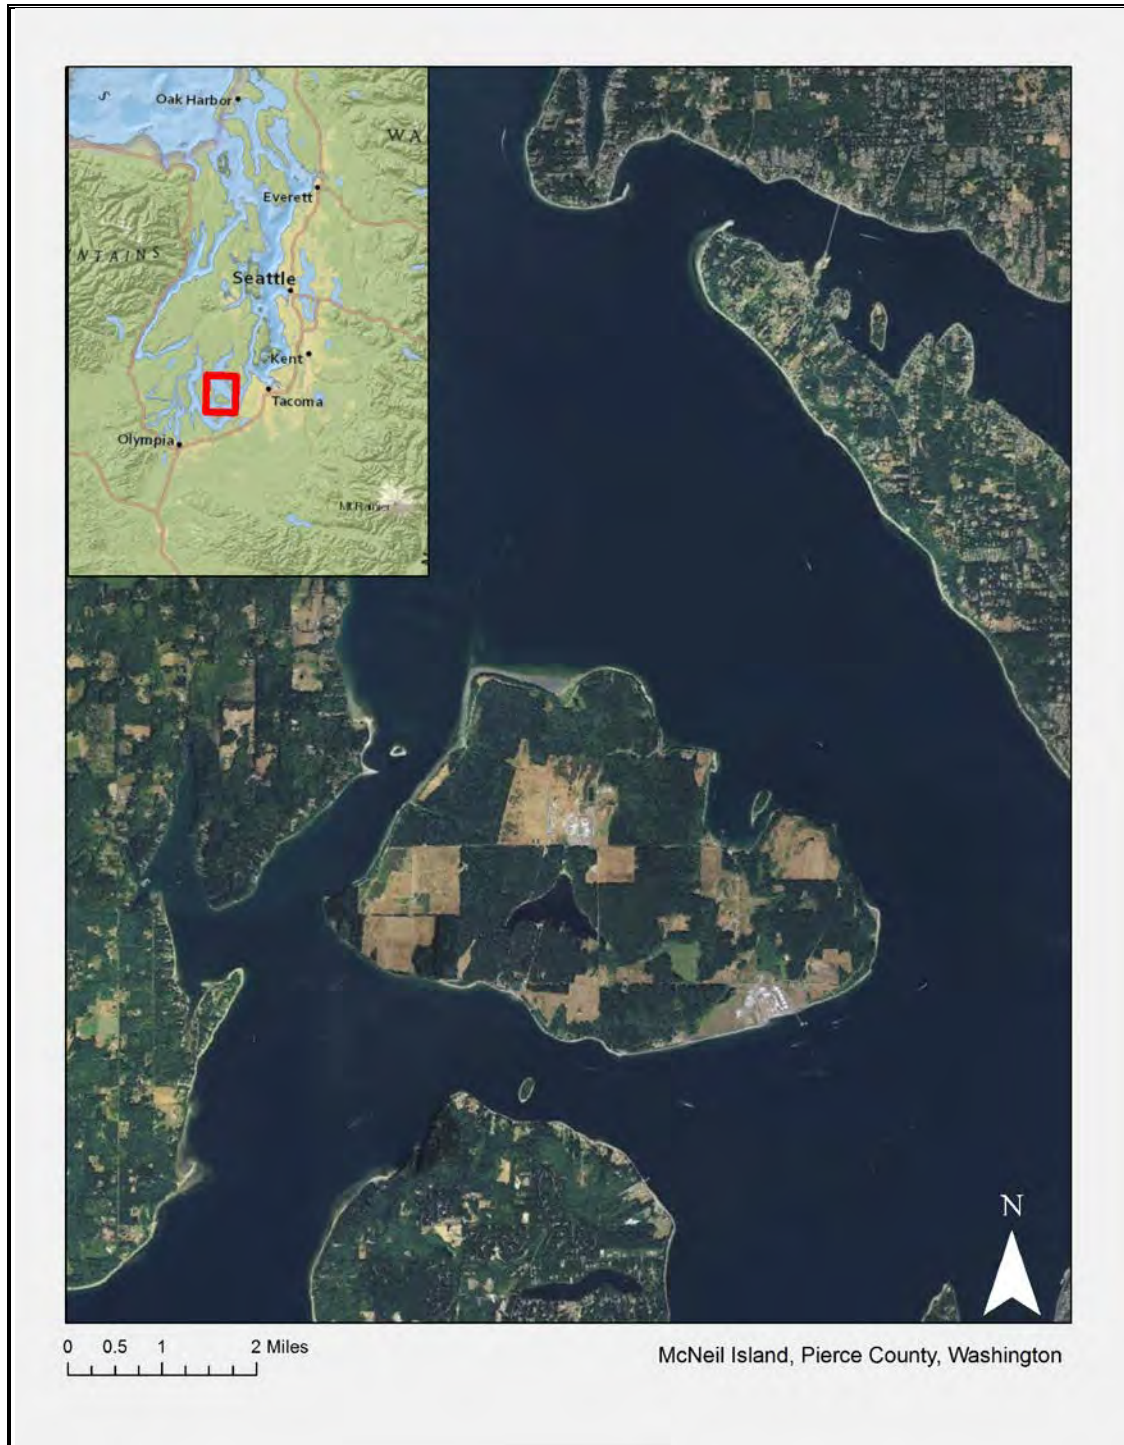 S
Oak Harbor
WA
Everett
NTAINS
Seattle
Kent
Tacoma
Olympia
Mt Rainier
N
0 0.5 1 2 Miles
McNeil Island, Pierce County, Washington